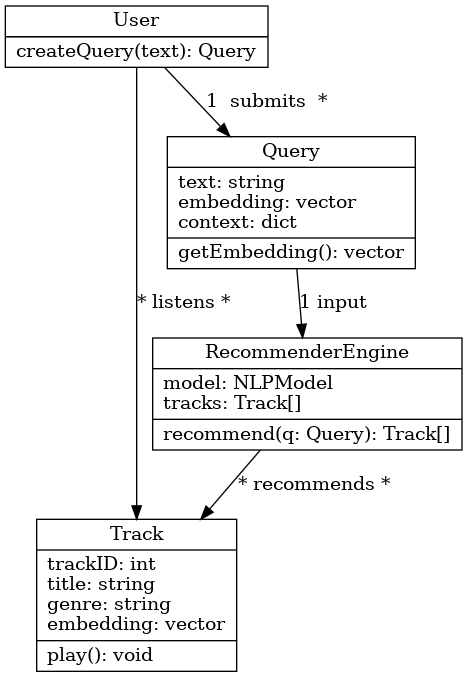 User
createQuery(text): Query
1  submits  *
Query
text: string
embedding: vector
context: dict
getEmbedding(): vector
* listens *
1 input
RecommenderEngine
model: NLPModel
tracks: Track[]
recommend(q: Query): Track[]
* recommends *
Track
trackID: int
title: string
genre: string
embedding: vector
play(): void